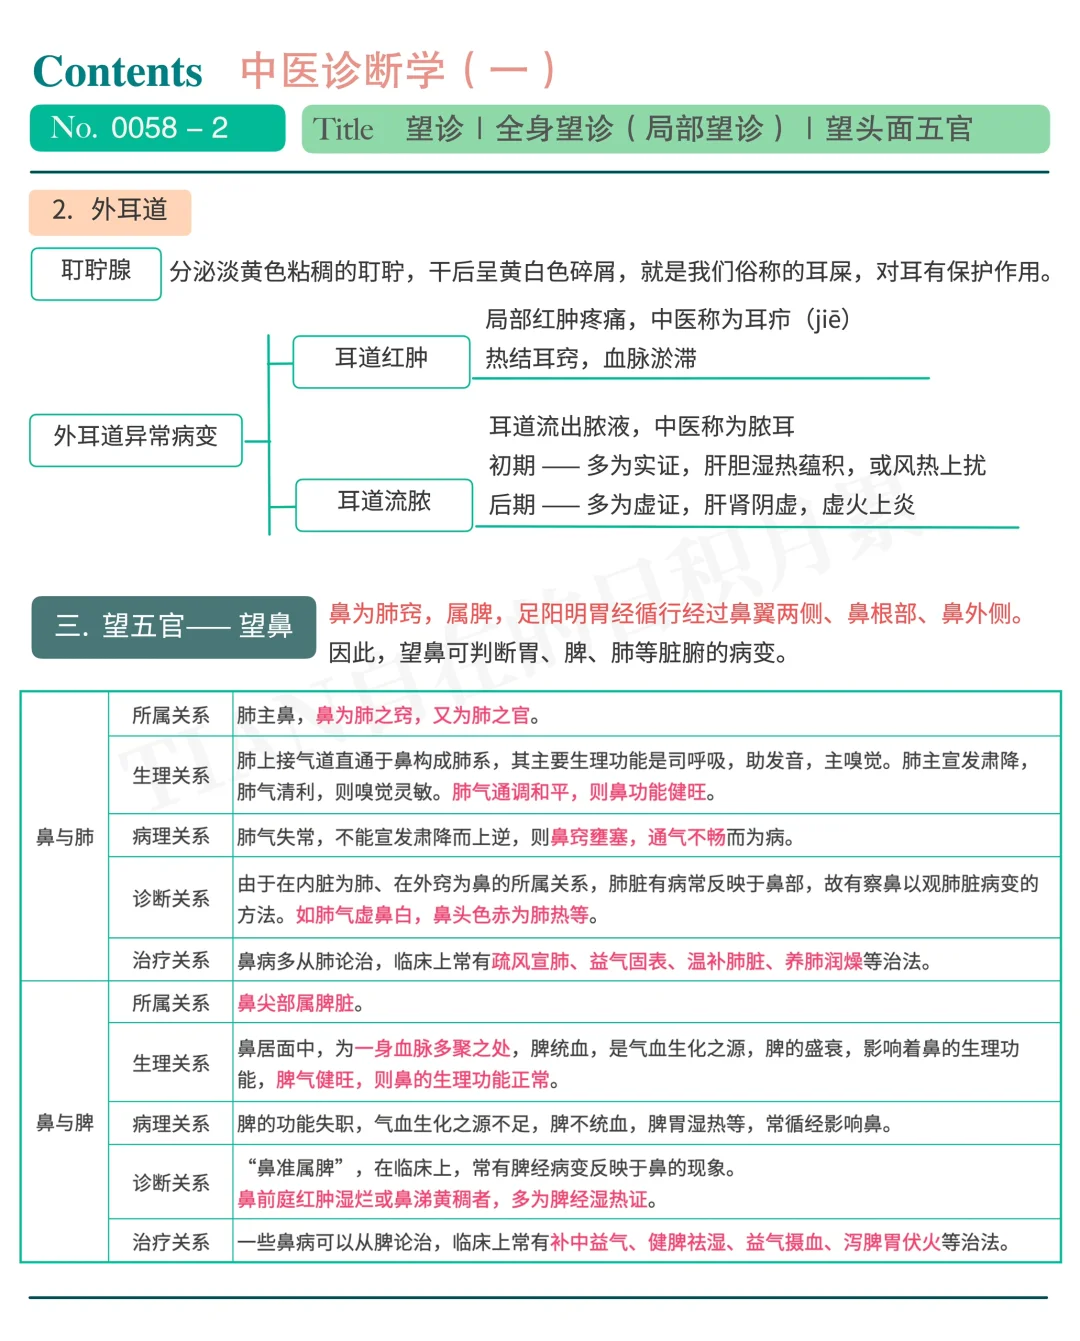 Contents 中医诊断学（一）
No. 0058 – 2
Title 望诊 | 全身望诊（局部望诊）| 望头面五官
2. 外耳道
耵聍腺 分泌淡黄色粘稠的耵聍，干后呈黄白色碎屑，就是我们俗称的耳屎，对耳有保护作用。
外耳道异常病变
耳道红肿
局部红肿疼痛，中医称为耳疖（jiē）
热结耳窍，血脉淤滞
耳道流脓
耳道流出脓液，中医称为脓耳
初期 —— 多为实证，肝胆湿热蕴积，或风热上扰
后期 —— 多为虚证，肝肾阴虚，虚火上炎
三. 望五官—— 望鼻
鼻为肺窍，属脾，足阳明胃经循行经过鼻翼两侧、鼻根部、鼻外侧。
因此，望鼻可判断胃、脾、肺等脏腑的病变。
鼻与肺
所属关系 肺主鼻，鼻为肺之窍，又为肺之官。
生理关系
肺上接气道直通于鼻构成肺系，其主要生理功能是司呼吸，助发音，主嗅觉。肺主宣发肃降，
肺气清利，则嗅觉灵敏。肺气通调和平，则鼻功能健旺。
病理关系 肺气失常，不能宣发肃降而上逆，则鼻窍壅塞，通气不畅而为病。
诊断关系
由于在内脏为肺、在外窍为鼻的所属关系，肺脏有病常反映于鼻部，故有察鼻以观肺脏病变的
方法。如肺气虚鼻白，鼻头色赤为肺热等。
治疗关系 鼻病多从肺论治，临床上常有疏风宣肺、益气固表、温补肺脏、养肺润燥等治法。
鼻与脾
所属关系 鼻尖部属脾脏。
生理关系
鼻居面中，为一身血脉多聚之处，脾统血，是气血生化之源，脾的盛衰，影响着鼻的生理功
能，脾气健旺，则鼻的生理功能正常。
病理关系 脾的功能失职，气血生化之源不足，脾不统血，脾胃湿热等，常循经影响鼻。
诊断关系
“鼻准属脾”，在临床上，常有脾经病变反映于鼻的现象。
鼻前庭红肿湿烂或鼻涕黄稠者，多为脾经湿热证。
治疗关系 一些鼻病可以从脾论治，临床上常有补中益气、健脾祛湿、益气摄血、泻脾胃伏火等治法。
TIAN自在的日积月累